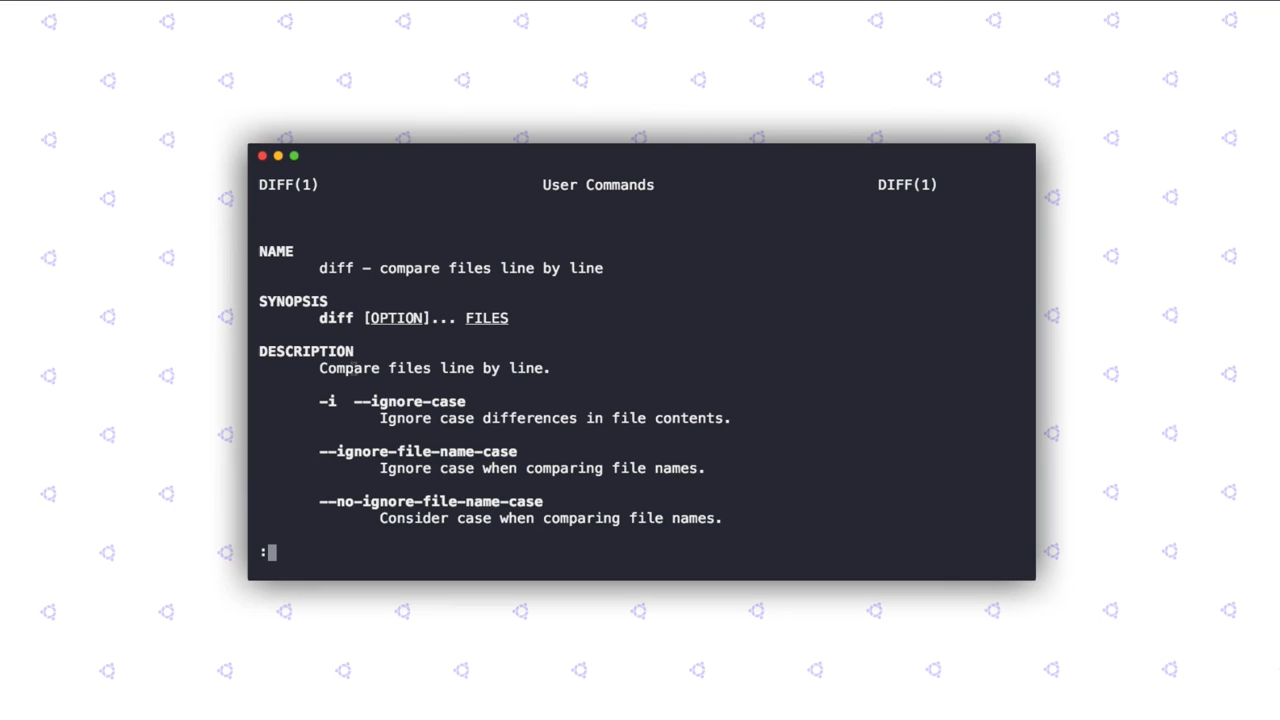 DIFF(1) User Commands DIFF(1)
NAME
diff - compare files line by line
SYNOPSIS
diff [OPTION]... FILES
DESCRIPTION
Compare files line by line.
-i --ignore-case
Ignore case differences in file contents.
--ignore-file-name-case
Ignore case when comparing file names.
--no-ignore-file-name-case
Consider case when comparing file names.
: